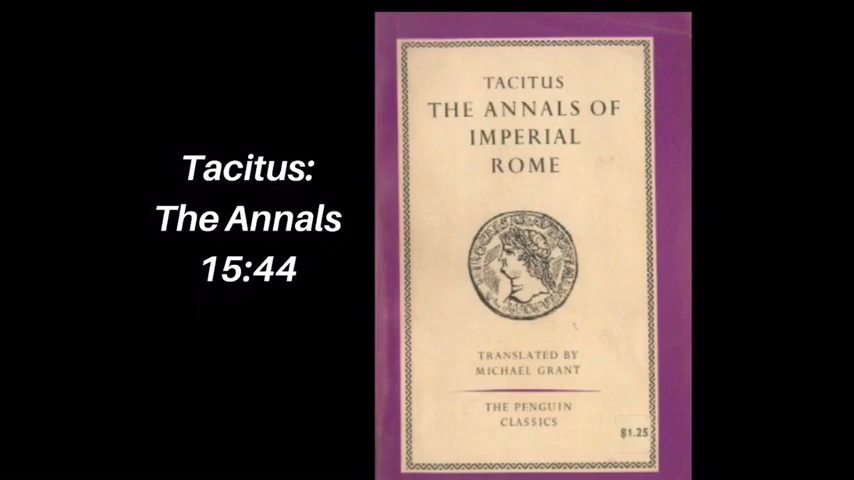 Tacitus:
The Annals
15:44
TACITUS
THE ANNALS OF
IMPERIAL
ROME
TRANSLATED BY
MICHAEL GRANT
THE PENGUIN
CLASSICS
$1.25